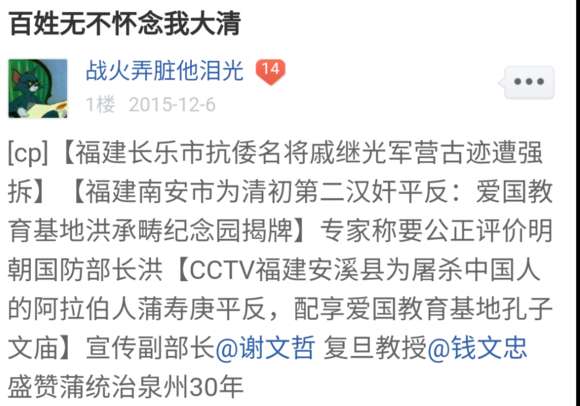 百姓无不怀念我大清
战火弄脏他泪光 14
1楼 2015-12-6
[cp]【福建长乐市抗倭名将戚继光军营古迹遭强
拆】【福建南安市为清初第二汉奸平反：爱国教
育基地洪承畴纪念园揭牌】专家称要公正评价明
朝国防部长洪【CCTV福建安溪县为屠杀中国人
的阿拉伯人蒲寿庚平反，配享爱国教育基地孔子
文庙】宣传副部长@谢文哲 复旦教授@钱文忠
盛赞蒲统治泉州30年